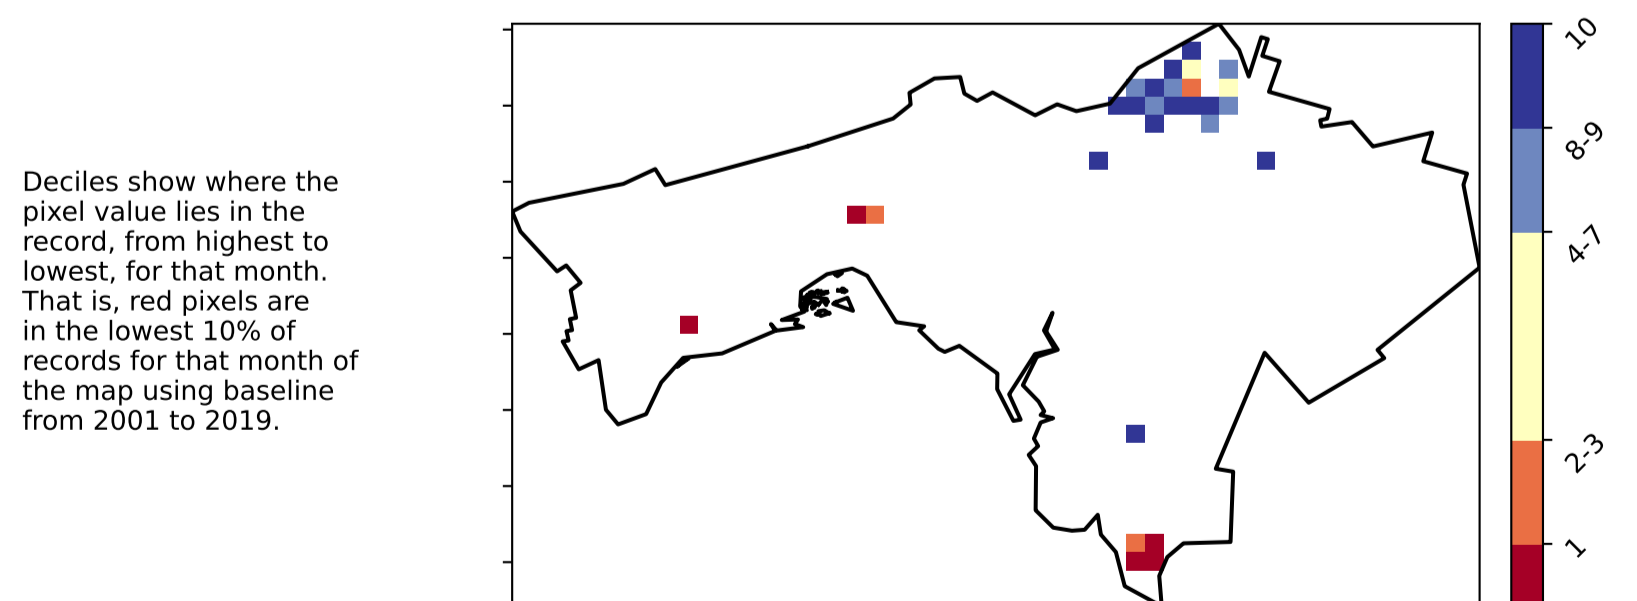 Deciles show where the
pixel value lies in the
record, from highest to
lowest, for that month.
That is, red pixels are
in the lowest 10% of
records for that month of
the map using baseline
from 2001 to 2019.
10
8-9
4-7
2-3
1